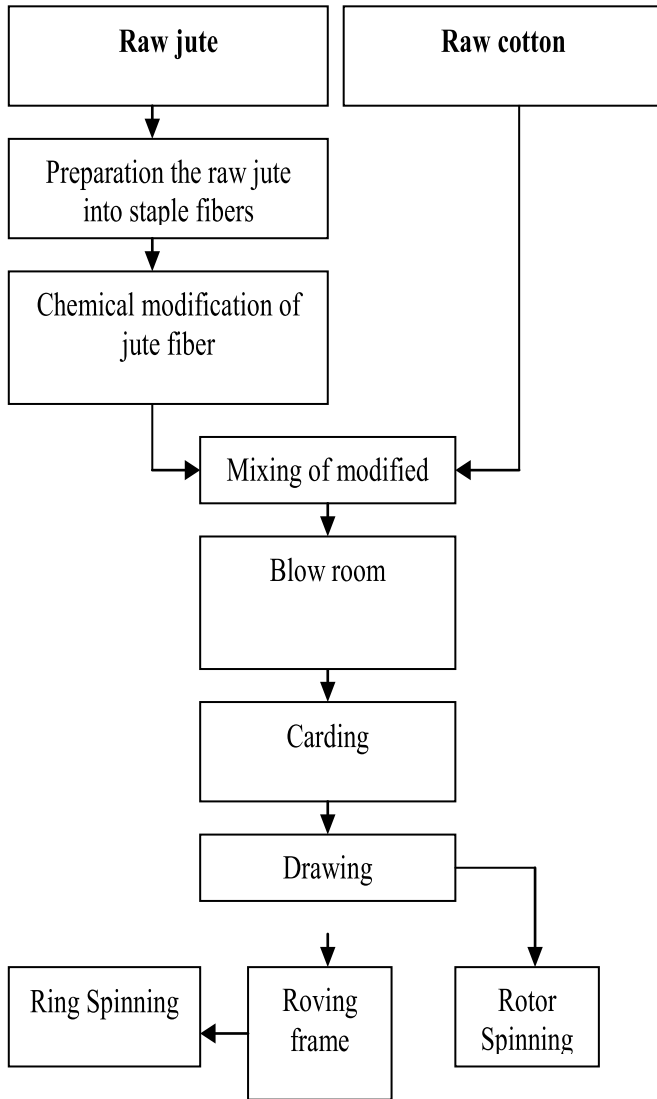 Raw jute
Raw cotton
Preparation the raw jute
into staple fibers
Chemical modification of
jute fiber
Mixing of modified
Blow room
Carding
Drawing
Ring Spinning
Roving
frame
Rotor
Spinning